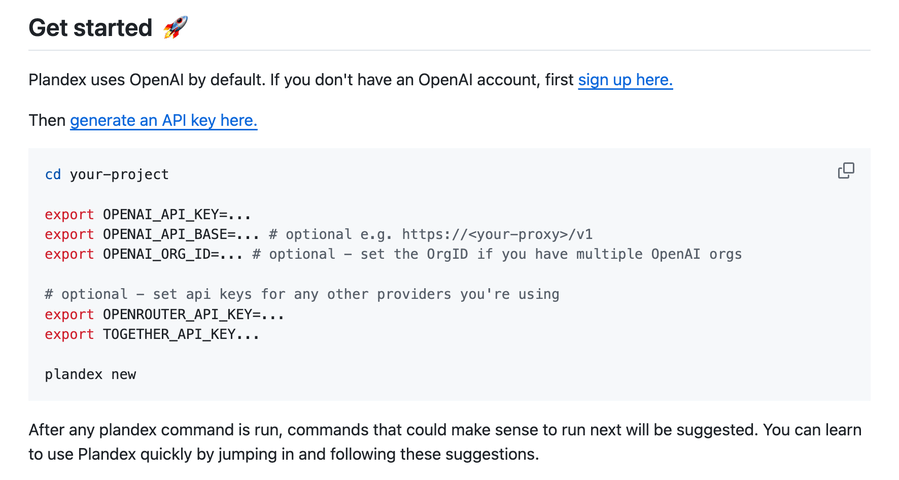 Get started 🚀
Plandex uses OpenAI by default. If you don't have an OpenAI account, first sign up here.
Then generate an API key here.
cd your-project
export OPENAI_API_KEY=...
export OPENAI_API_BASE=... # optional e.g. https://<your-proxy>/v1
export OPENAI_ORG_ID=... # optional – set the OrgID if you have multiple OpenAI orgs
# optional – set api keys for any other providers you're using
export OPENROUTER_API_KEY=...
export TOGETHER_API_KEY...
plandex new
After any plandex command is run, commands that could make sense to run next will be suggested. You can learn
to use Plandex quickly by jumping in and following these suggestions.